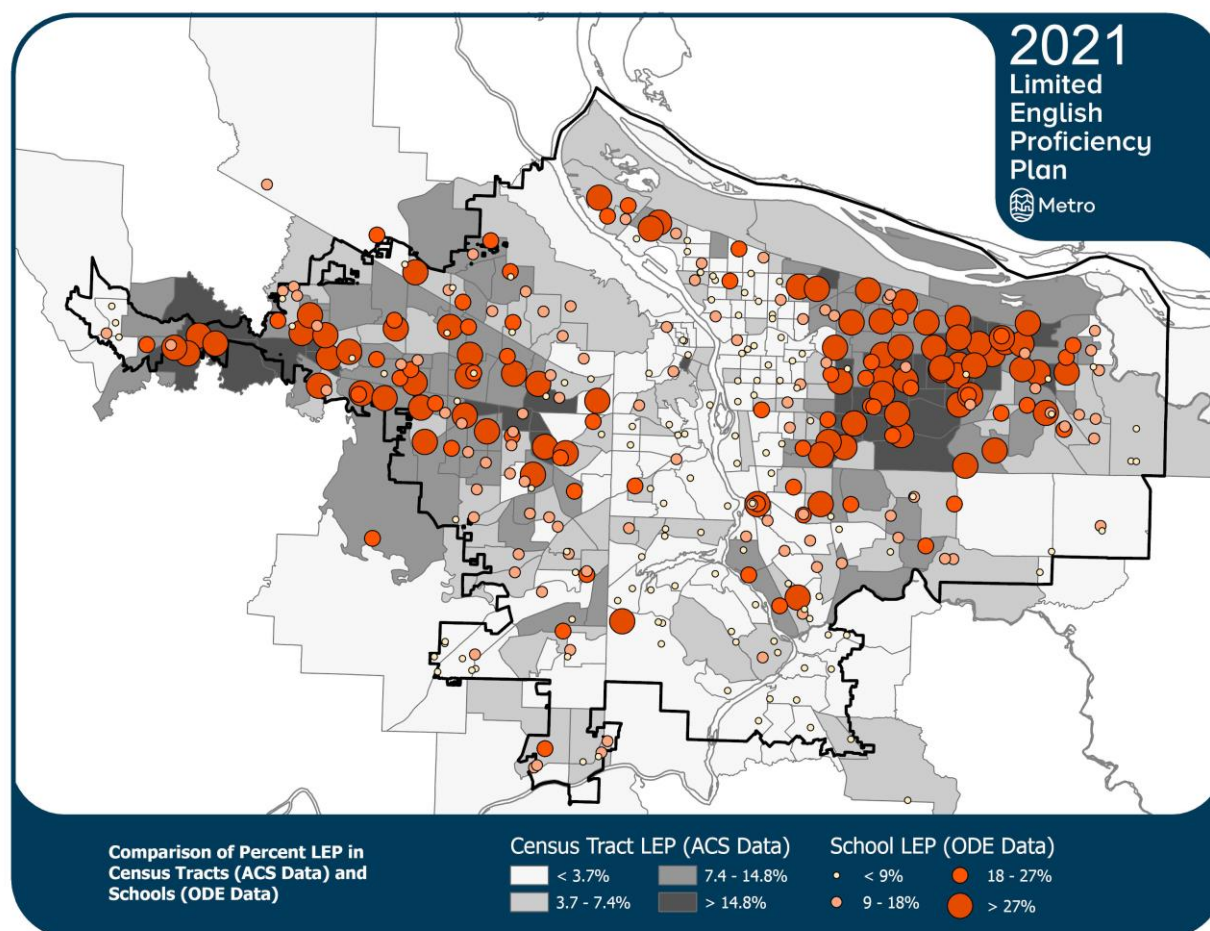 2021
Limited
English
Proficiency
Plan
Metro
Comparison of Percent LEP in
Census Tracts (ACS Data) and
Schools (ODE Data)
Census Tract LEP (ACS Data)
< 3.7%
3.7 - 7.4%
7.4 - 14.8%
> 14.8%
School LEP (ODE Data)
< 9%
9 - 18%
18 - 27%
> 27%